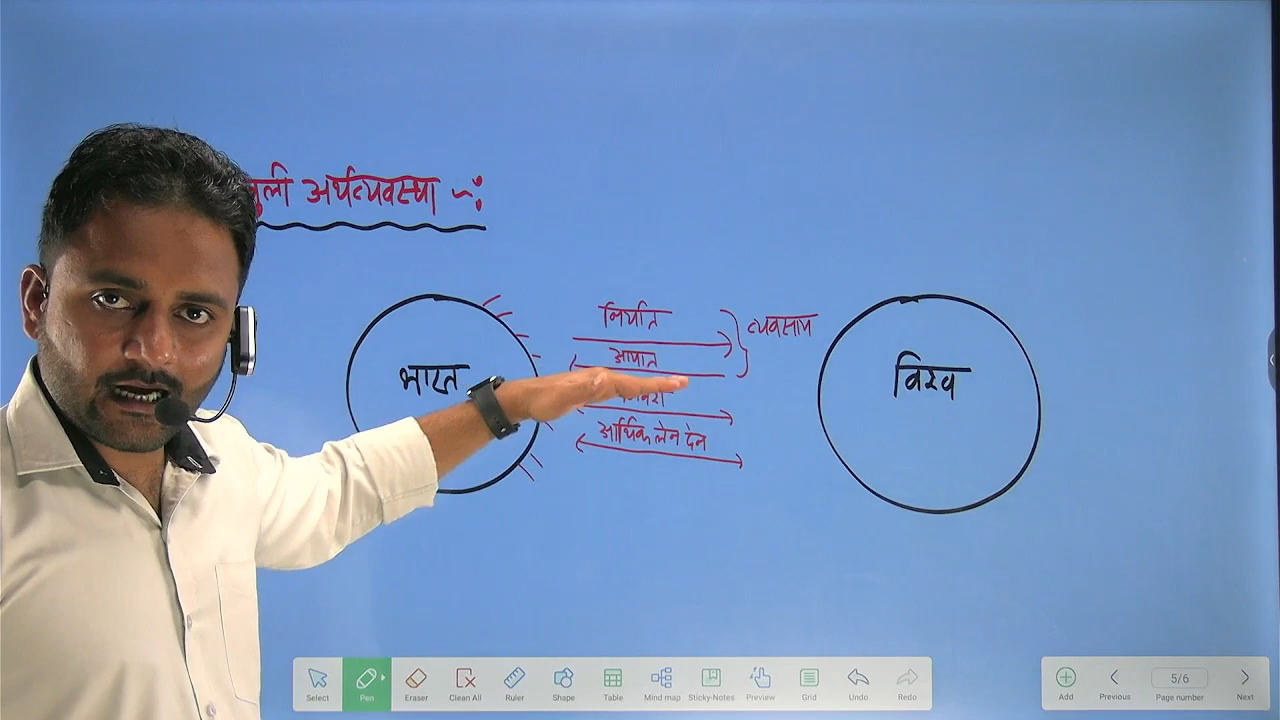 अर्थव्यवस्था ~:
निर्यात
आयात
व्यवसाय
भारत
विश्व
आर्थिक लेन देन
Select
Pen
Eraser
Clean All
Ruler
Shape
Table
Mind map
Sticky-Notes
Preview
Grid
Undo
Redo
Add
Previous
5/6
Page number
Next